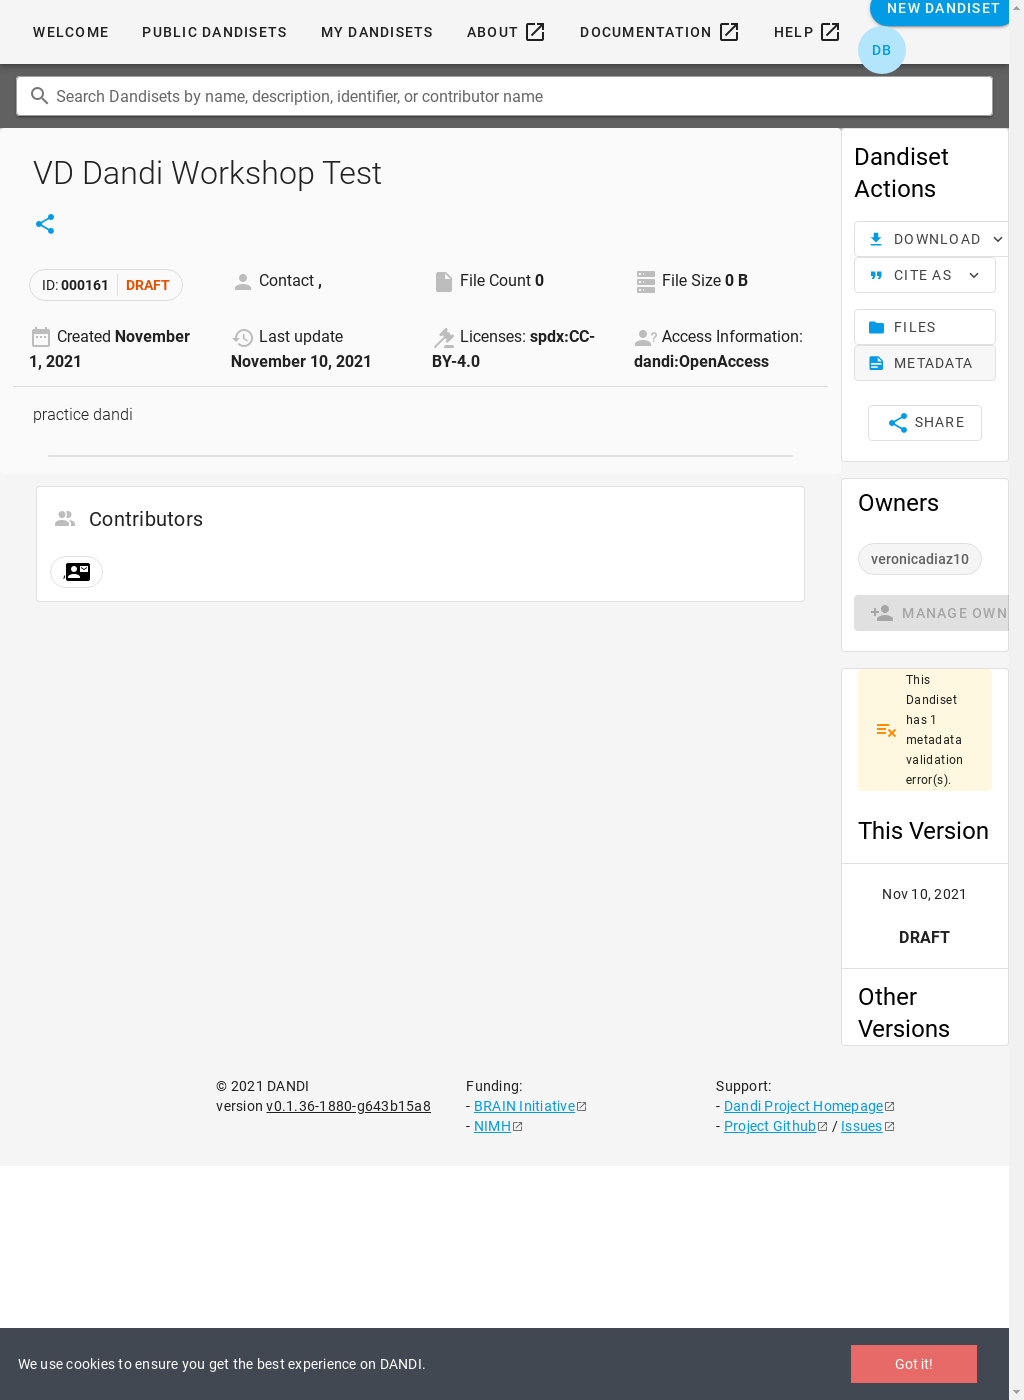 WELCOME
PUBLIC DANDISETS
MY DANDISETS
ABOUT
DOCUMENTATION
HELP
NEW DANDISET
DB
Search Dandisets by name, description, identifier, or contributor name
VD Dandi Workshop Test
ID: 000161 DRAFT
Contact ,
File Count 0
File Size 0 B
Created November
1, 2021
Last update
November 10, 2021
Licenses: spdx:CC-
BY-4.0
Access Information:
dandi:OpenAccess
practice dandi
Contributors
,
Dandiset
Actions
DOWNLOAD
CITE AS
FILES
METADATA
SHARE
Owners
veronicadiaz10
MANAGE OWN
This
Dandiset
has 1
metadata
validation
error(s).
This Version
Nov 10, 2021
DRAFT
Other
Versions
© 2021 DANDI
version v0.1.36-1880-g643b15a8
Funding:
- BRAIN Initiative
- NIMH
Support:
- Dandi Project Homepage
- Project Github / Issues
We use cookies to ensure you get the best experience on DANDI.
Got it!